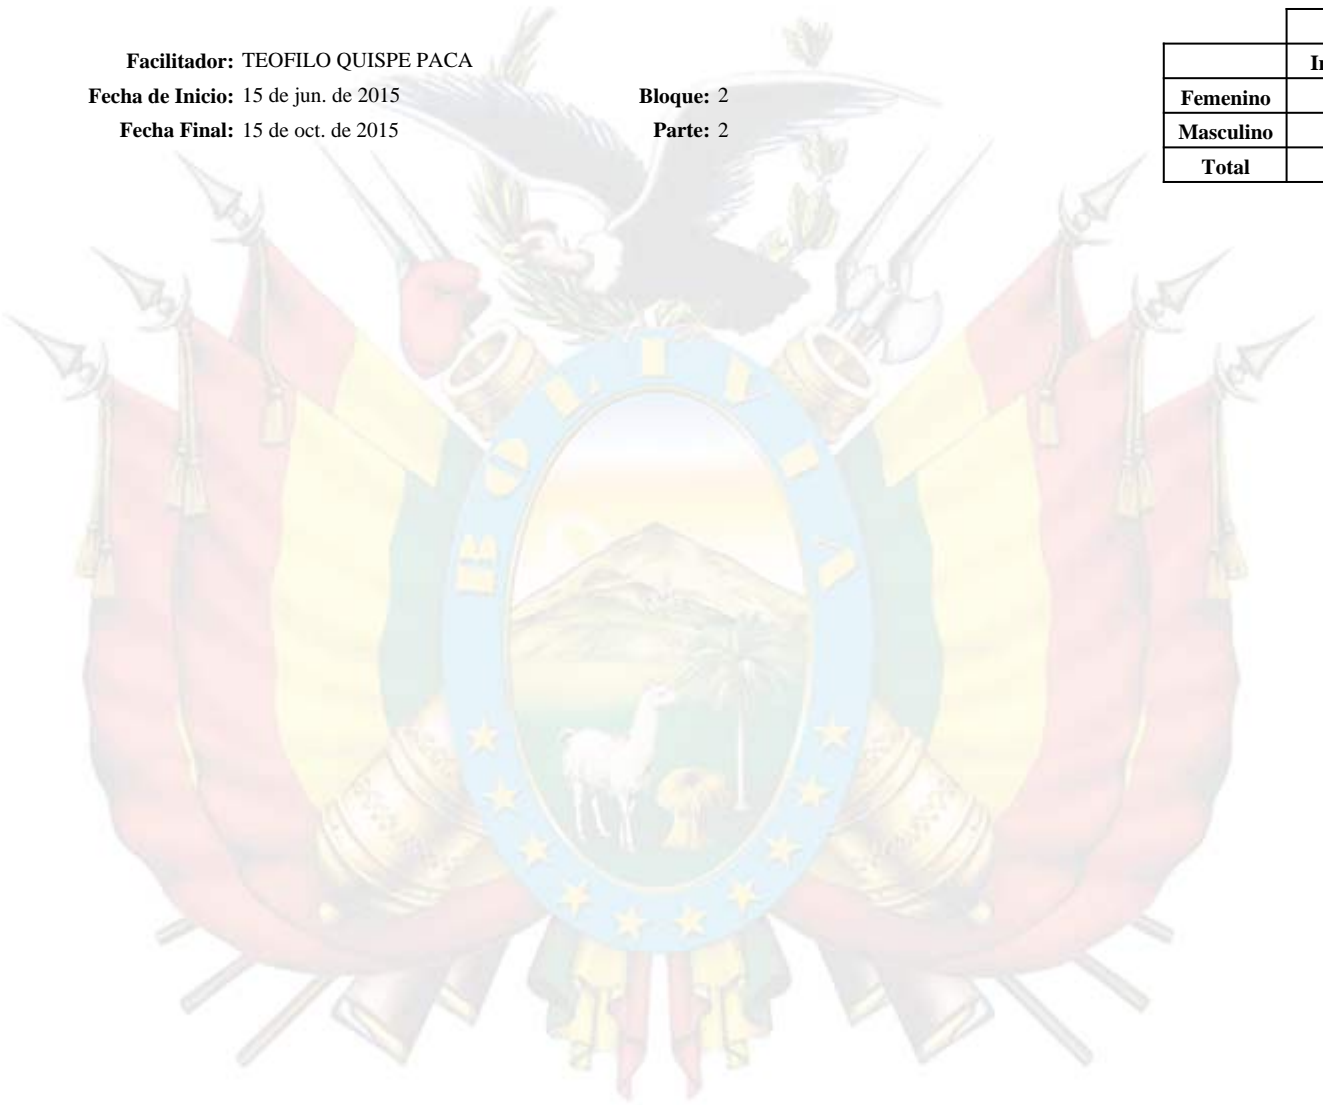 Facilitador: TEOFILO QUISPE PACA
Fecha de Inicio: 15 de jun. de 2015
Bloque: 2
Fecha Final: 15 de oct. de 2015
Parte: 2
Femenino
Masculino
Total
BOLIVIA